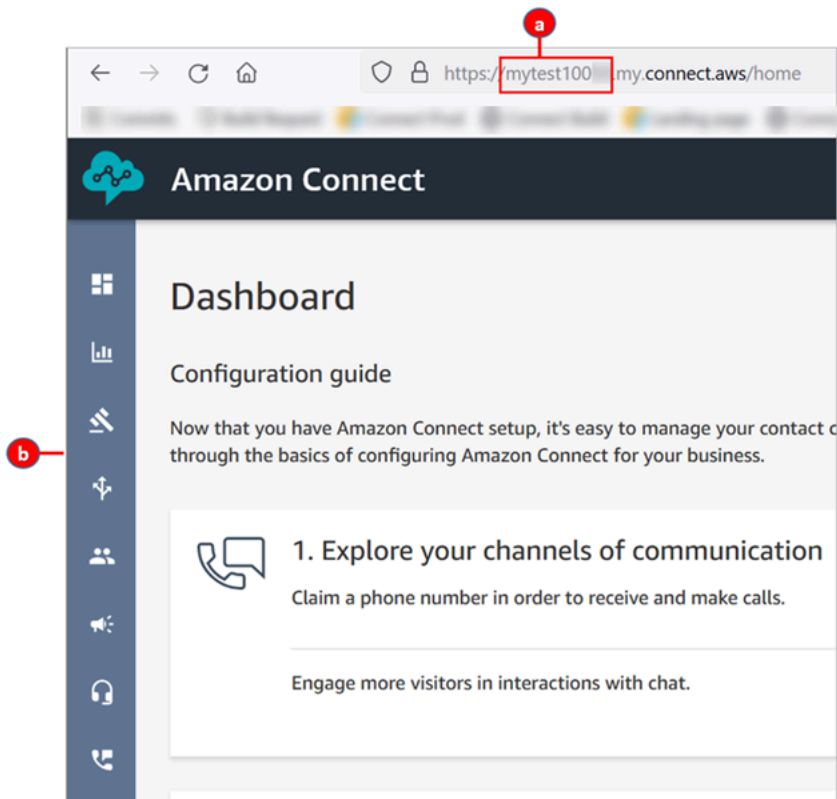 a
https://mytest100 .my.connect.aws/home
Amazon Connect
Dashboard
Configuration guide
Now that you have Amazon Connect setup, it's easy to manage your contact
through the basics of configuring Amazon Connect for your business.
b
1. Explore your channels of communication
Claim a phone number in order to receive and make calls.
Engage more visitors in interactions with chat.